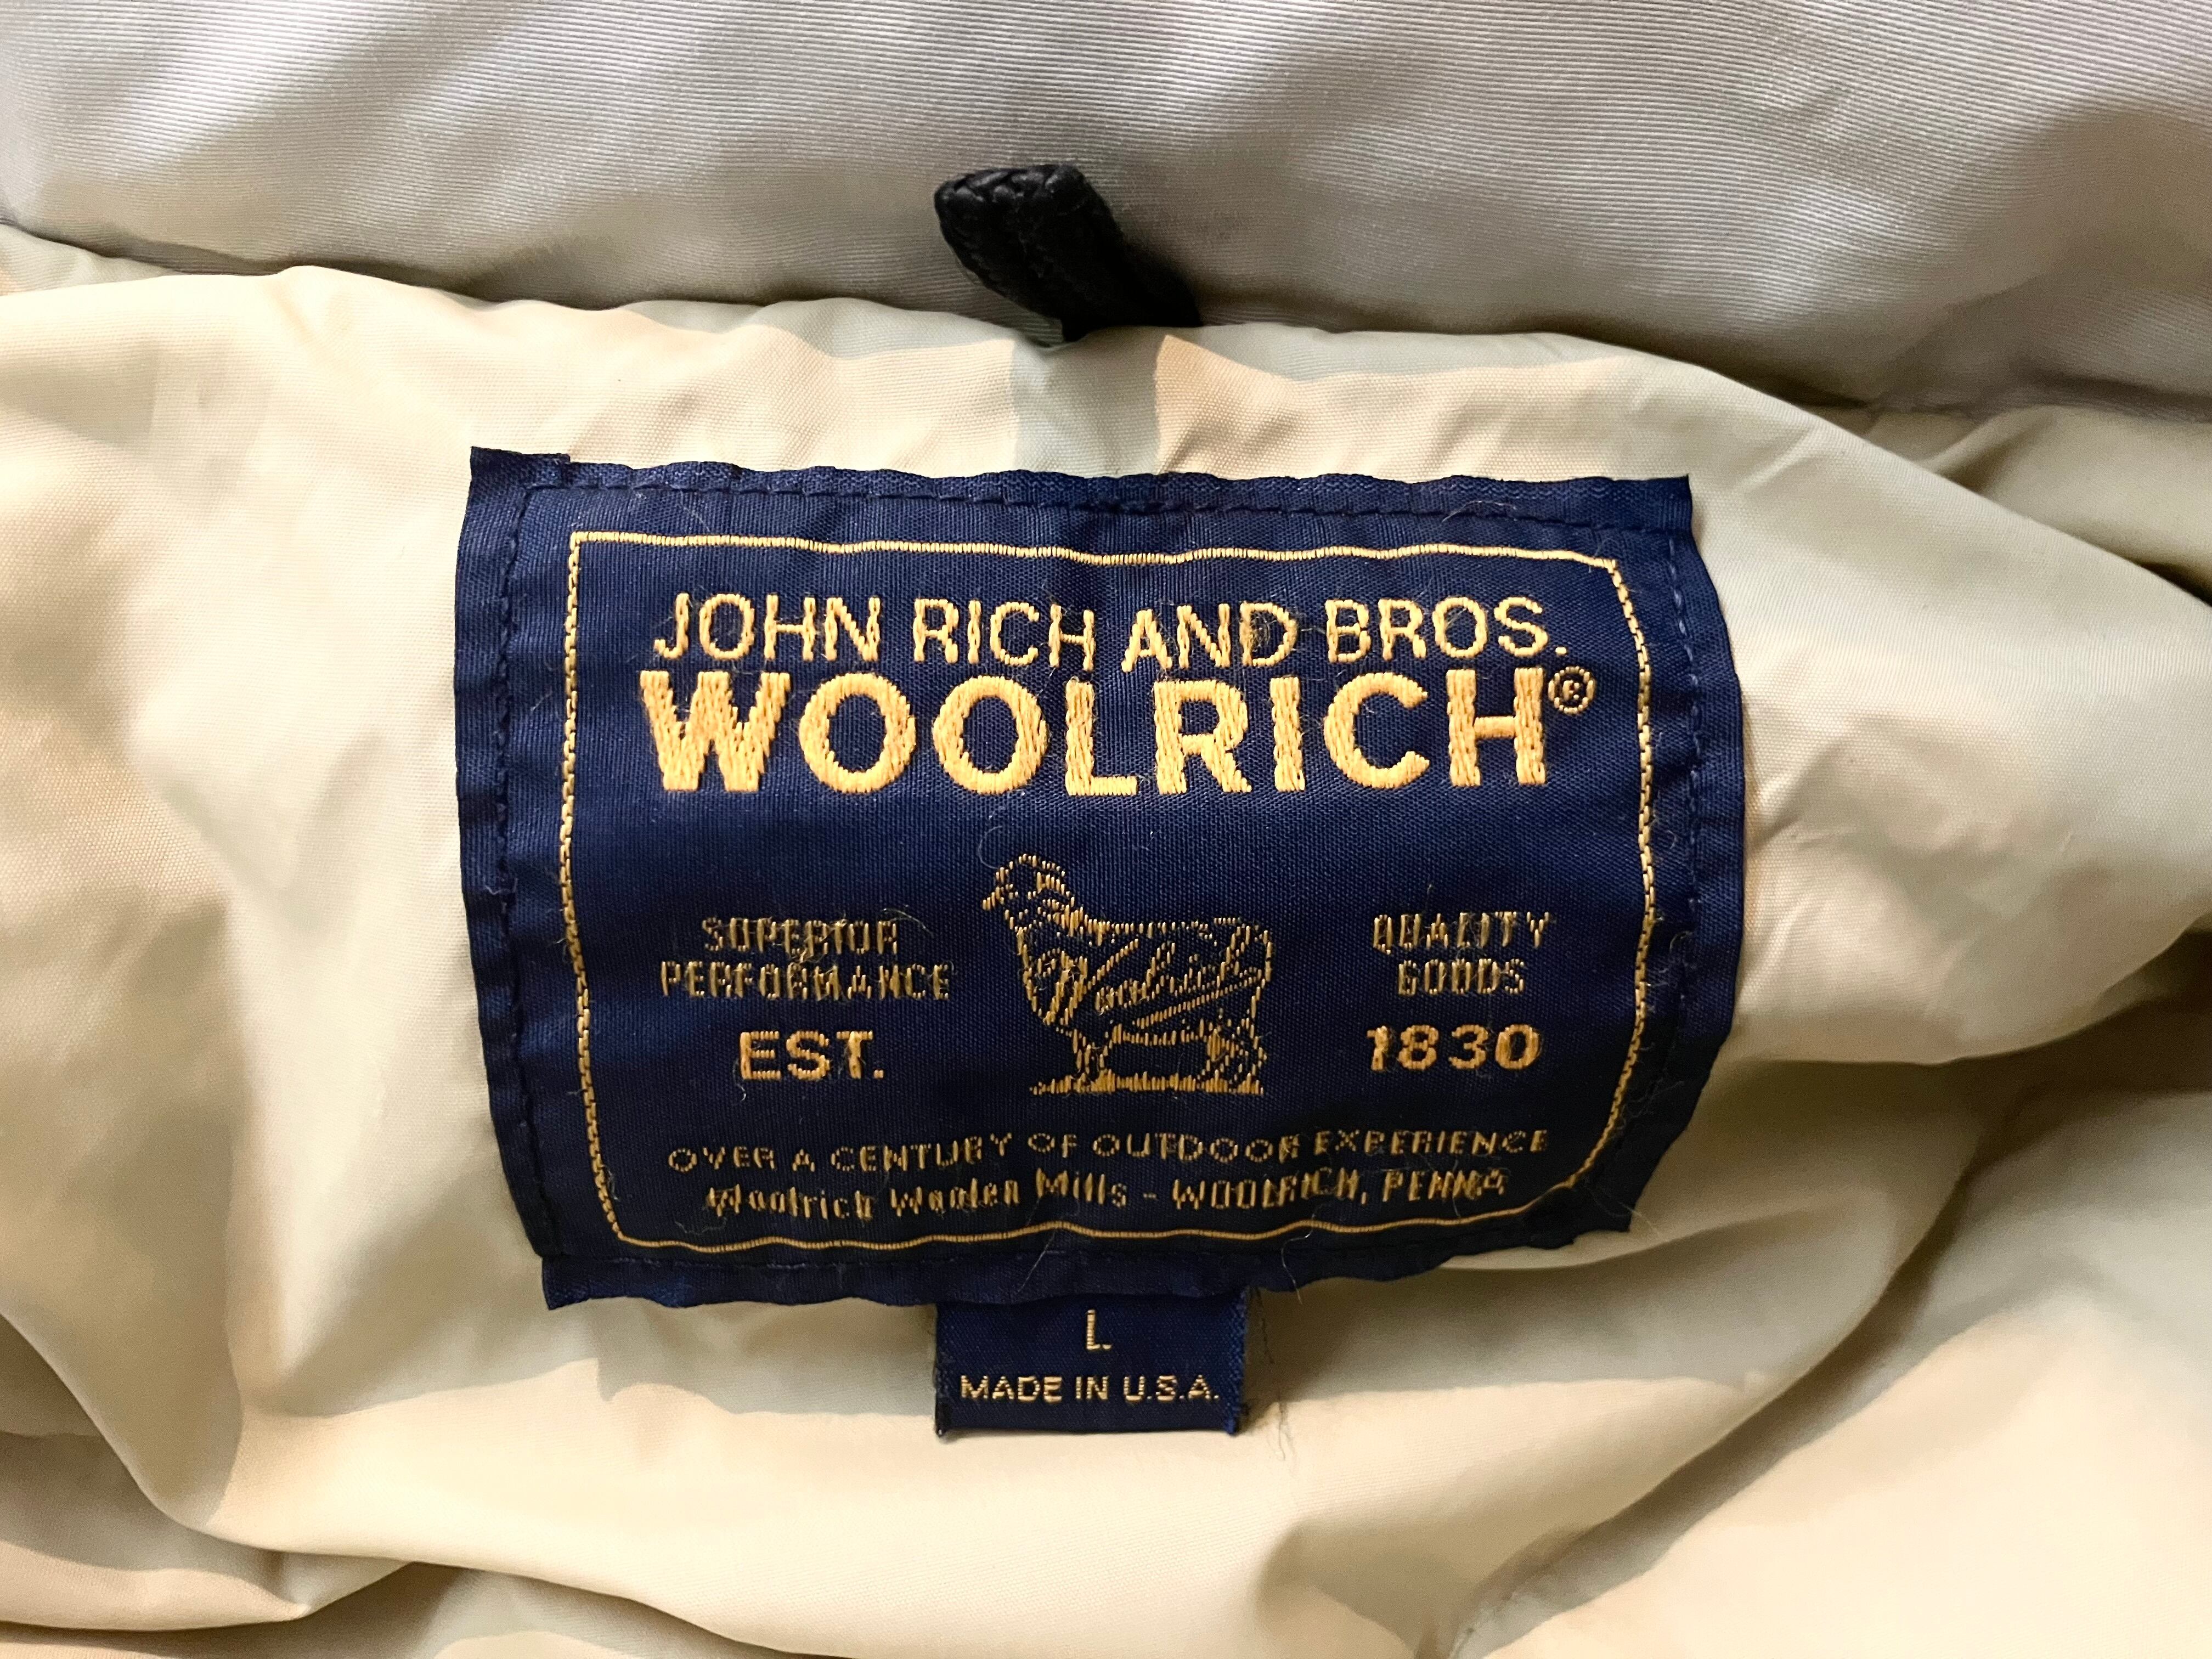 JOHN RICH AND BROS.
WOOLRICH®
SUPERIOR
PERFORMANCE
EST.
Woolrich
QUALITY
GOODS
1830
OVER A CENTURY OF OUTDOOR EXPERIENCE
Woolrich Woolen Mills - WOOLRICH, PENNA
L
MADE IN U.S.A.